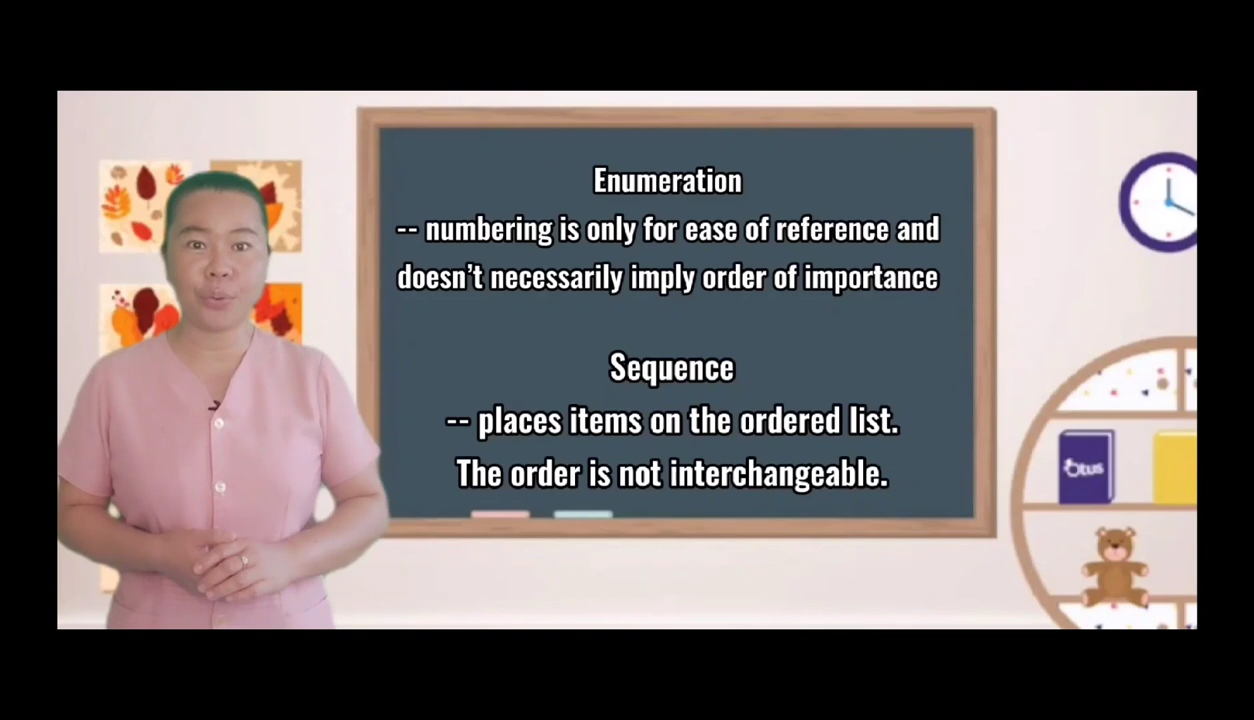 Enumeration
-- numbering is only for ease of reference and
doesn't necessarily imply order of importance
Sequence
-- places items on the ordered list.
The order is not interchangeable.
Otus